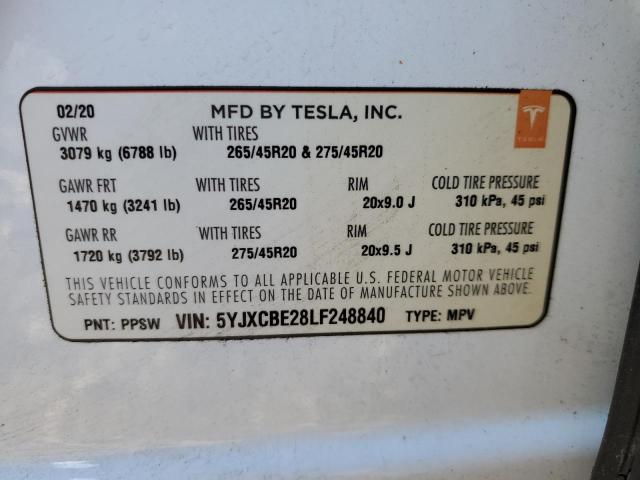 02/20 MFD BY TESLA, INC.
GVWR WITH TIRES
3079 kg (6788 lb) 265/45R20 & 275/45R20
GAWR FRT WITH TIRES RIM COLD TIRE PRESSURE
1470 kg (3241 lb) 265/45R20 20x9.0 J 310 kPa, 45 psi
GAWR RR WITH TIRES RIM COLD TIRE PRESSURE
1720 kg (3792 lb) 275/45R20 20x9.5 J 310 kPa, 45 psi
THIS VEHICLE CONFORMS TO ALL APPLICABLE U.S. FEDERAL MOTOR VEHICLE
SAFETY STANDARDS IN EFFECT ON THE DATE OF MANUFACTURE SHOWN ABOVE.
PNT: PPSW VIN: 5YJXCBE28LF248840 TYPE: MPV
TESLA